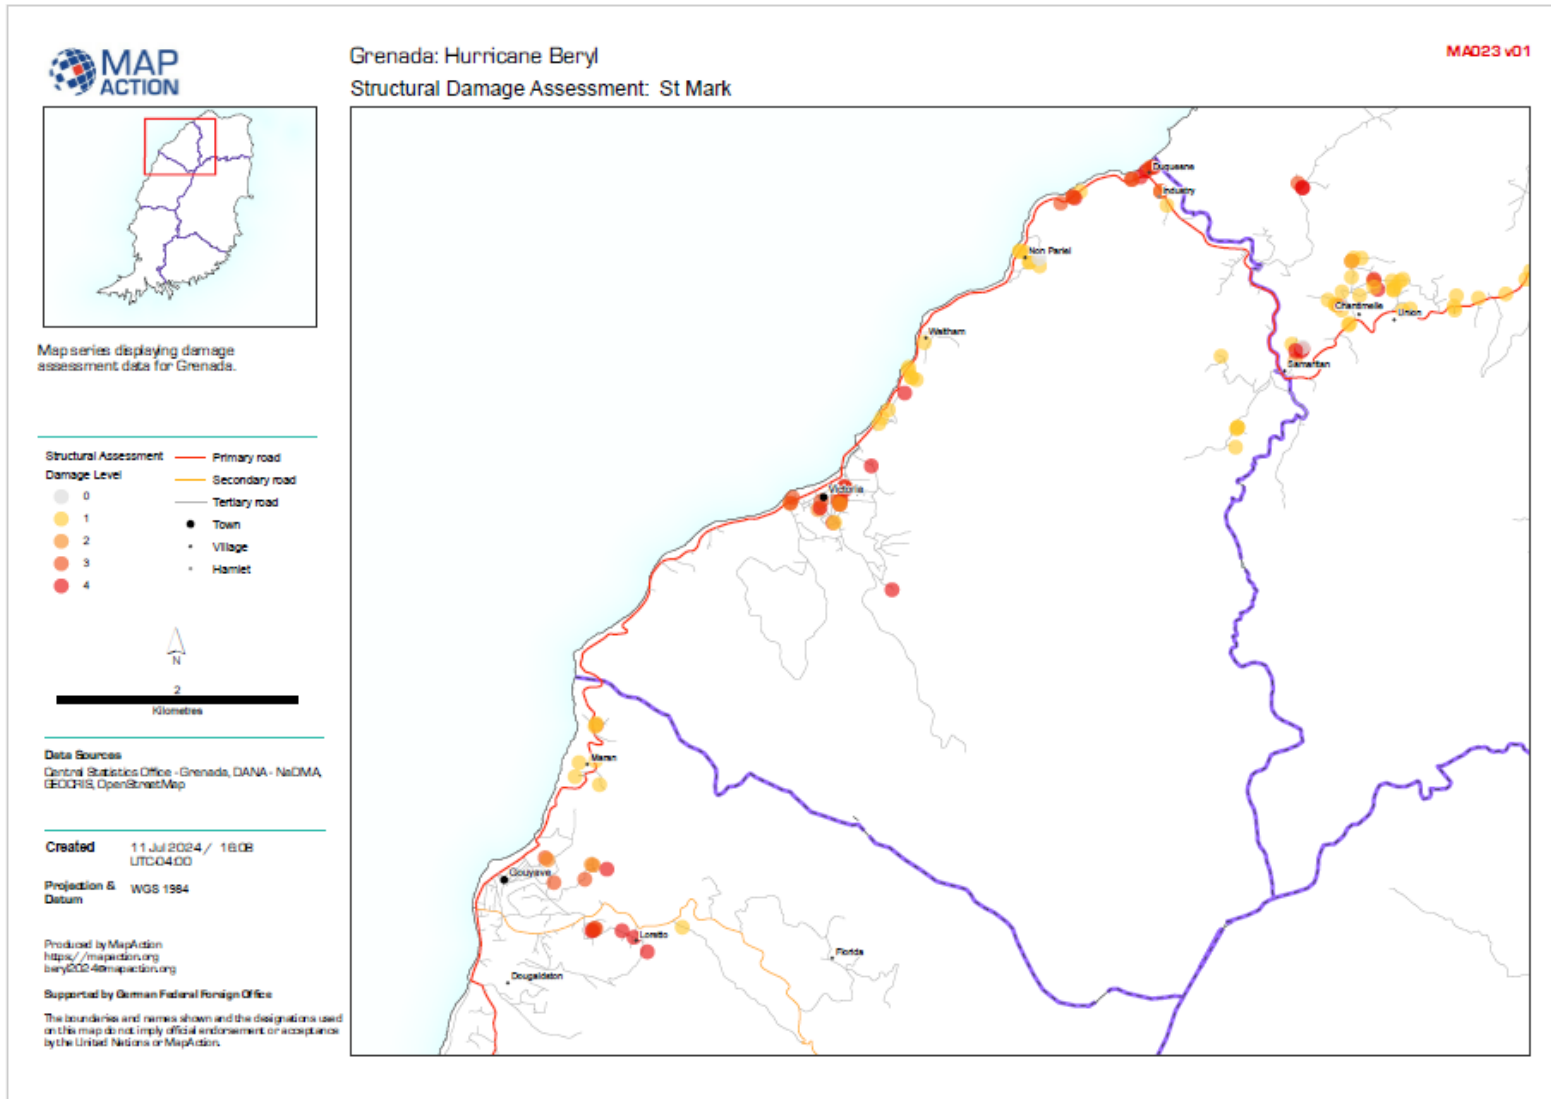 MAP
ACTION
Grenada: Hurricane Beryl
Structural Damage Assessment: St Mark
MA023 v01
Map series displaying damage
assessment data for Grenada.
Structural Assessment
Damage Level
0
1
2
3
4
Primary road
Secondary road
Tertiary road
Town
Village
Hamlet
N
2
Kilometres
Data Sources
Central Statistics Office - Grenada, DANA - NaDMA,
GEOCRIS, OpenStreetMap
Created
11 Jul 2024 / 16:08
UTC-04:00
Projection &
Datum
WGS 1984
Produced by MapAction
https://mapaction.org
beryl2024@mapaction.org
Supported by German Federal Foreign Office
The boundaries and names shown and the designations used
on this map do not imply official endorsement or acceptance
by the United Nations or MapAction.
Duquesne
Industry
Non Pariel
Waltham
Chantimelle
Union
Samaritan
Victoria
Maran
Gouyave
Loretto
Florida
Dougaldston